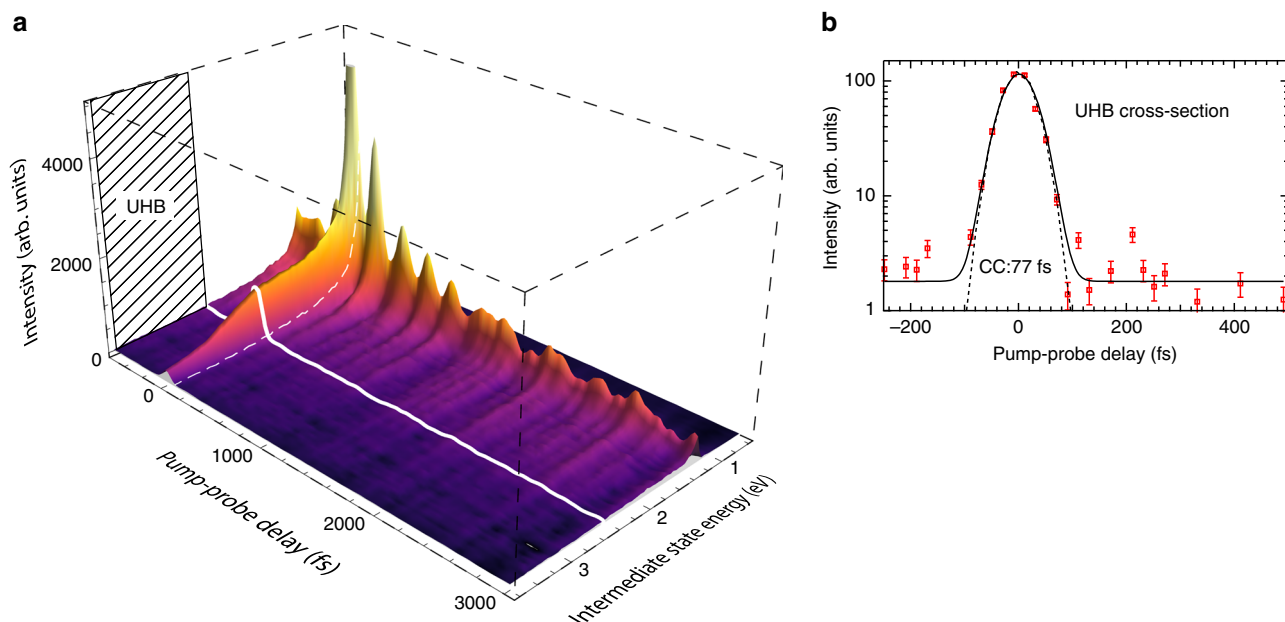 a
UHB
Intensity (arb. units)
4000
2000
0
0
1000
2000
3000
Pump-probe delay (fs)
3
2
1
Intermediate state energy (eV)
b
UHB cross-section
CC:77 fs
Intensity (arb. units)
100
10
1
−200
0
200
400
Pump-probe delay (fs)